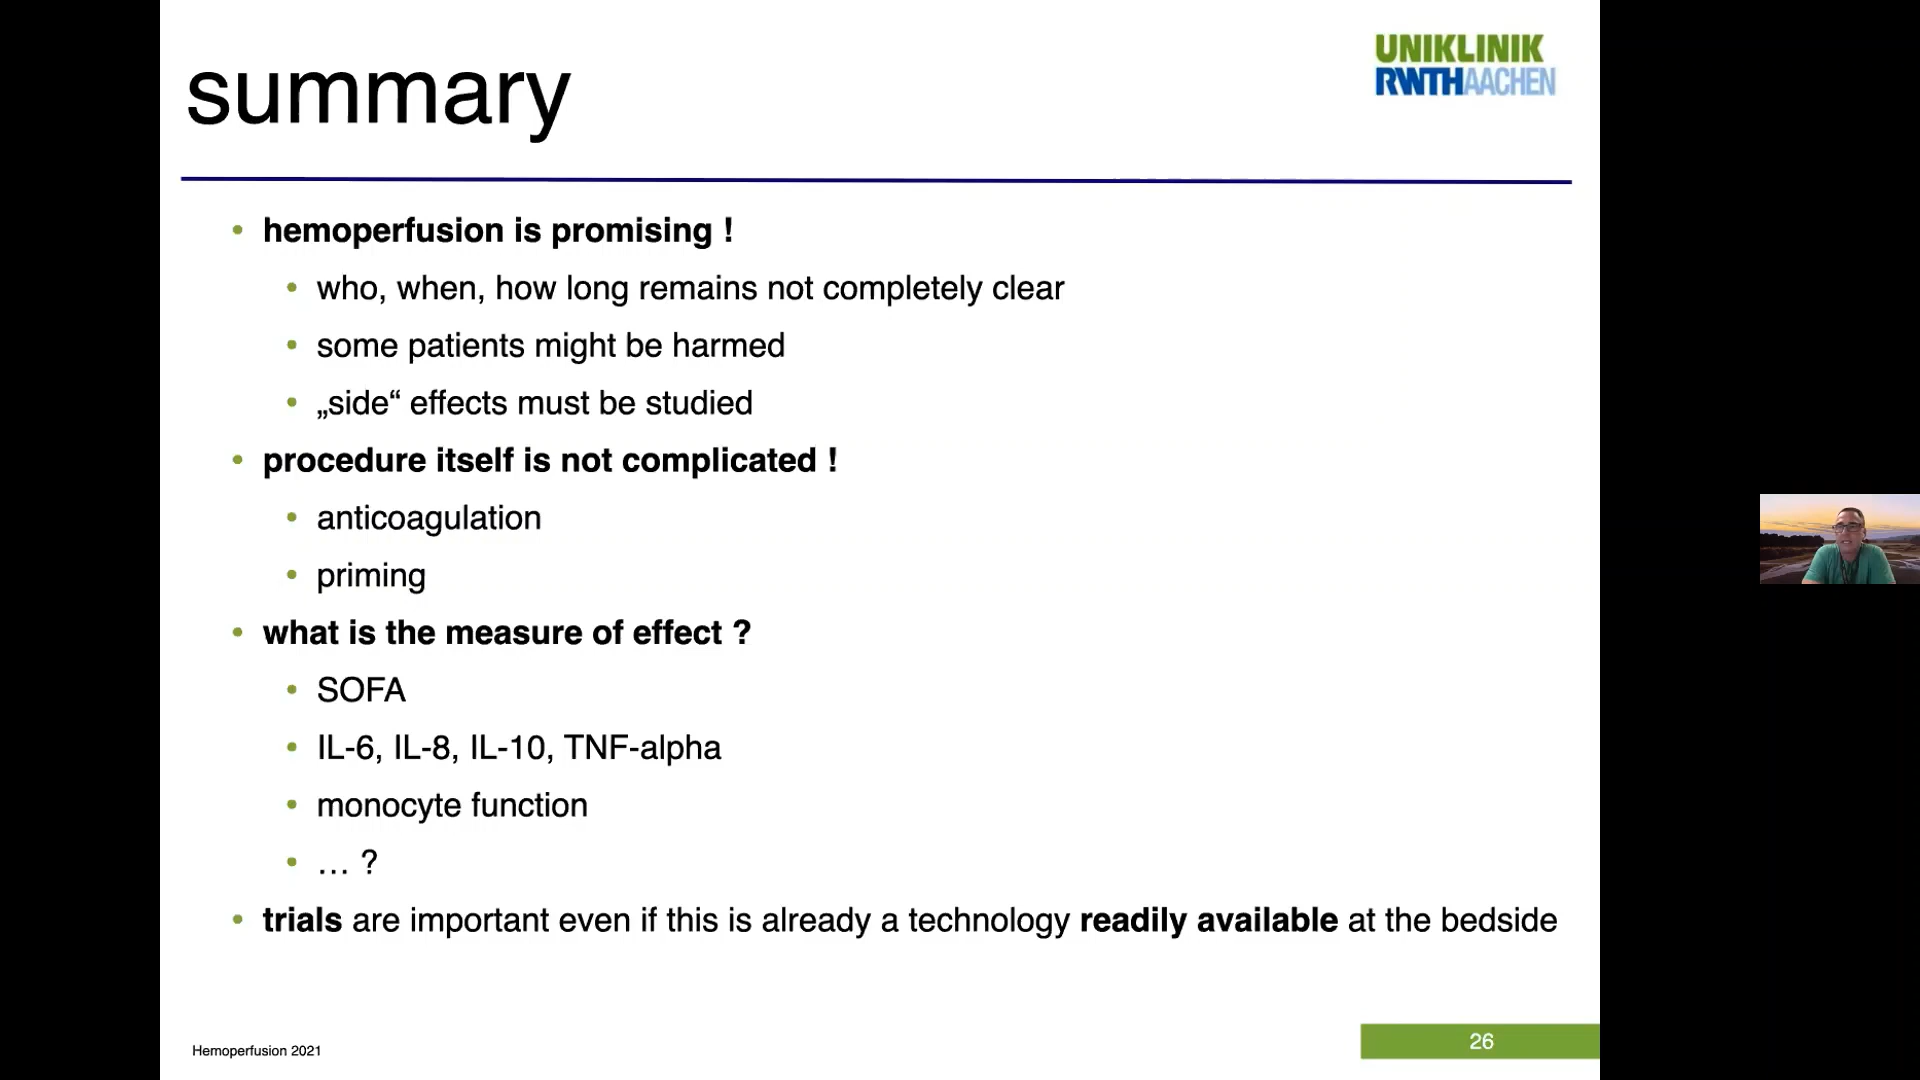 summary
UNIKLINIK
RWTHAACHEN
• hemoperfusion is promising !
• who, when, how long remains not completely clear
• some patients might be harmed
• „side“ effects must be studied
• procedure itself is not complicated !
• anticoagulation
• priming
• what is the measure of effect ?
• SOFA
• IL-6, IL-8, IL-10, TNF-alpha
• monocyte function
• … ?
• trials are important even if this is already a technology readily available at the bedside
Hemoperfusion 2021
26